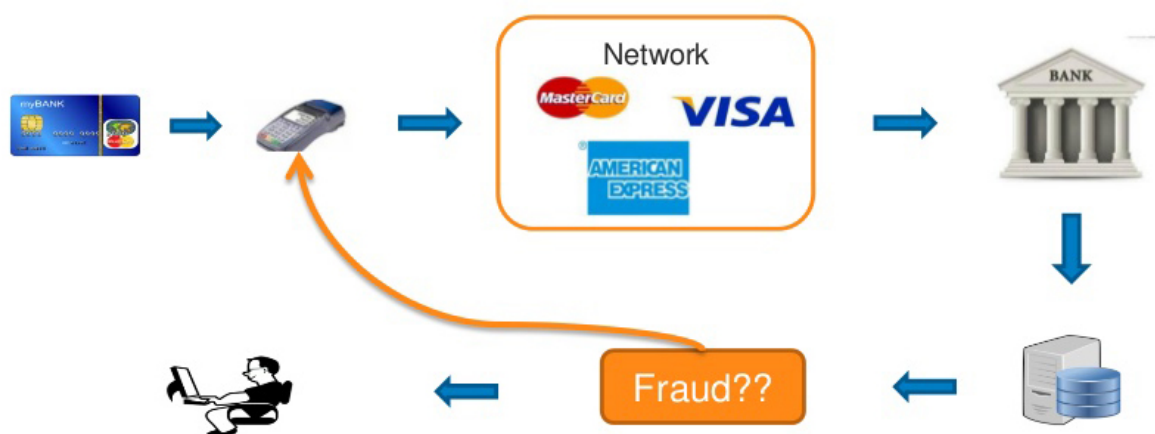 Network
myBANK
MasterCard
VISA
BANK
AMERICAN
EXPRESS
®
Fraud??